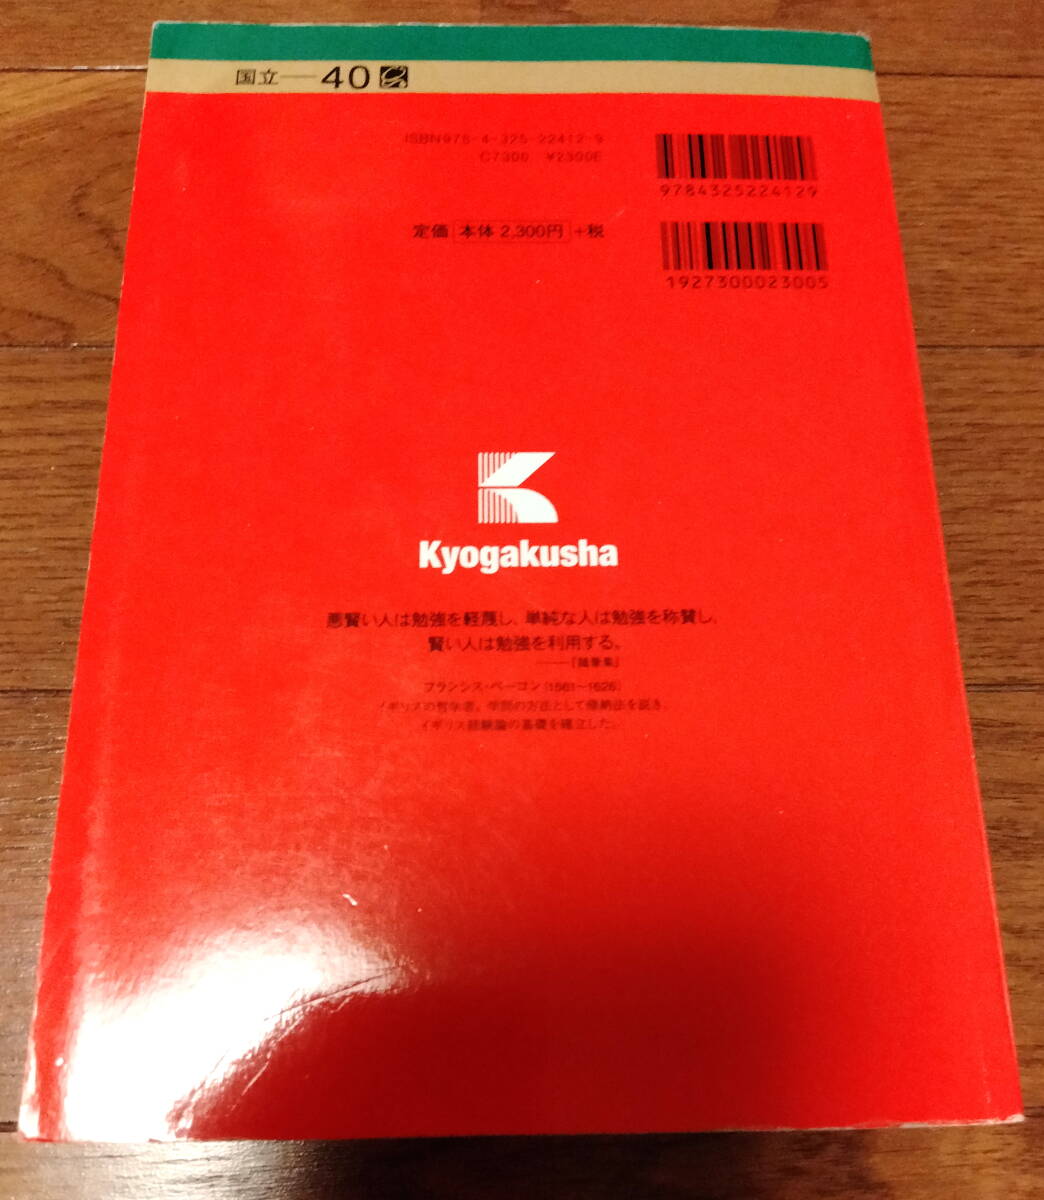 国立―40
ISBN978-4-325-22412-9
C7300 ¥2300E
9784325224129
定価 本体 2,300円 +税
1927300023005
Kyogakusha
悪賢い人は勉強を軽蔑し、単純な人は勉強を称賛し、
賢い人は勉強を利用する。
――『随筆集』
フランシス・ベーコン (1561~1626)
イギリスの哲学者。学問の方法として帰納法を説き、
イギリス経験論の基礎を確立した。